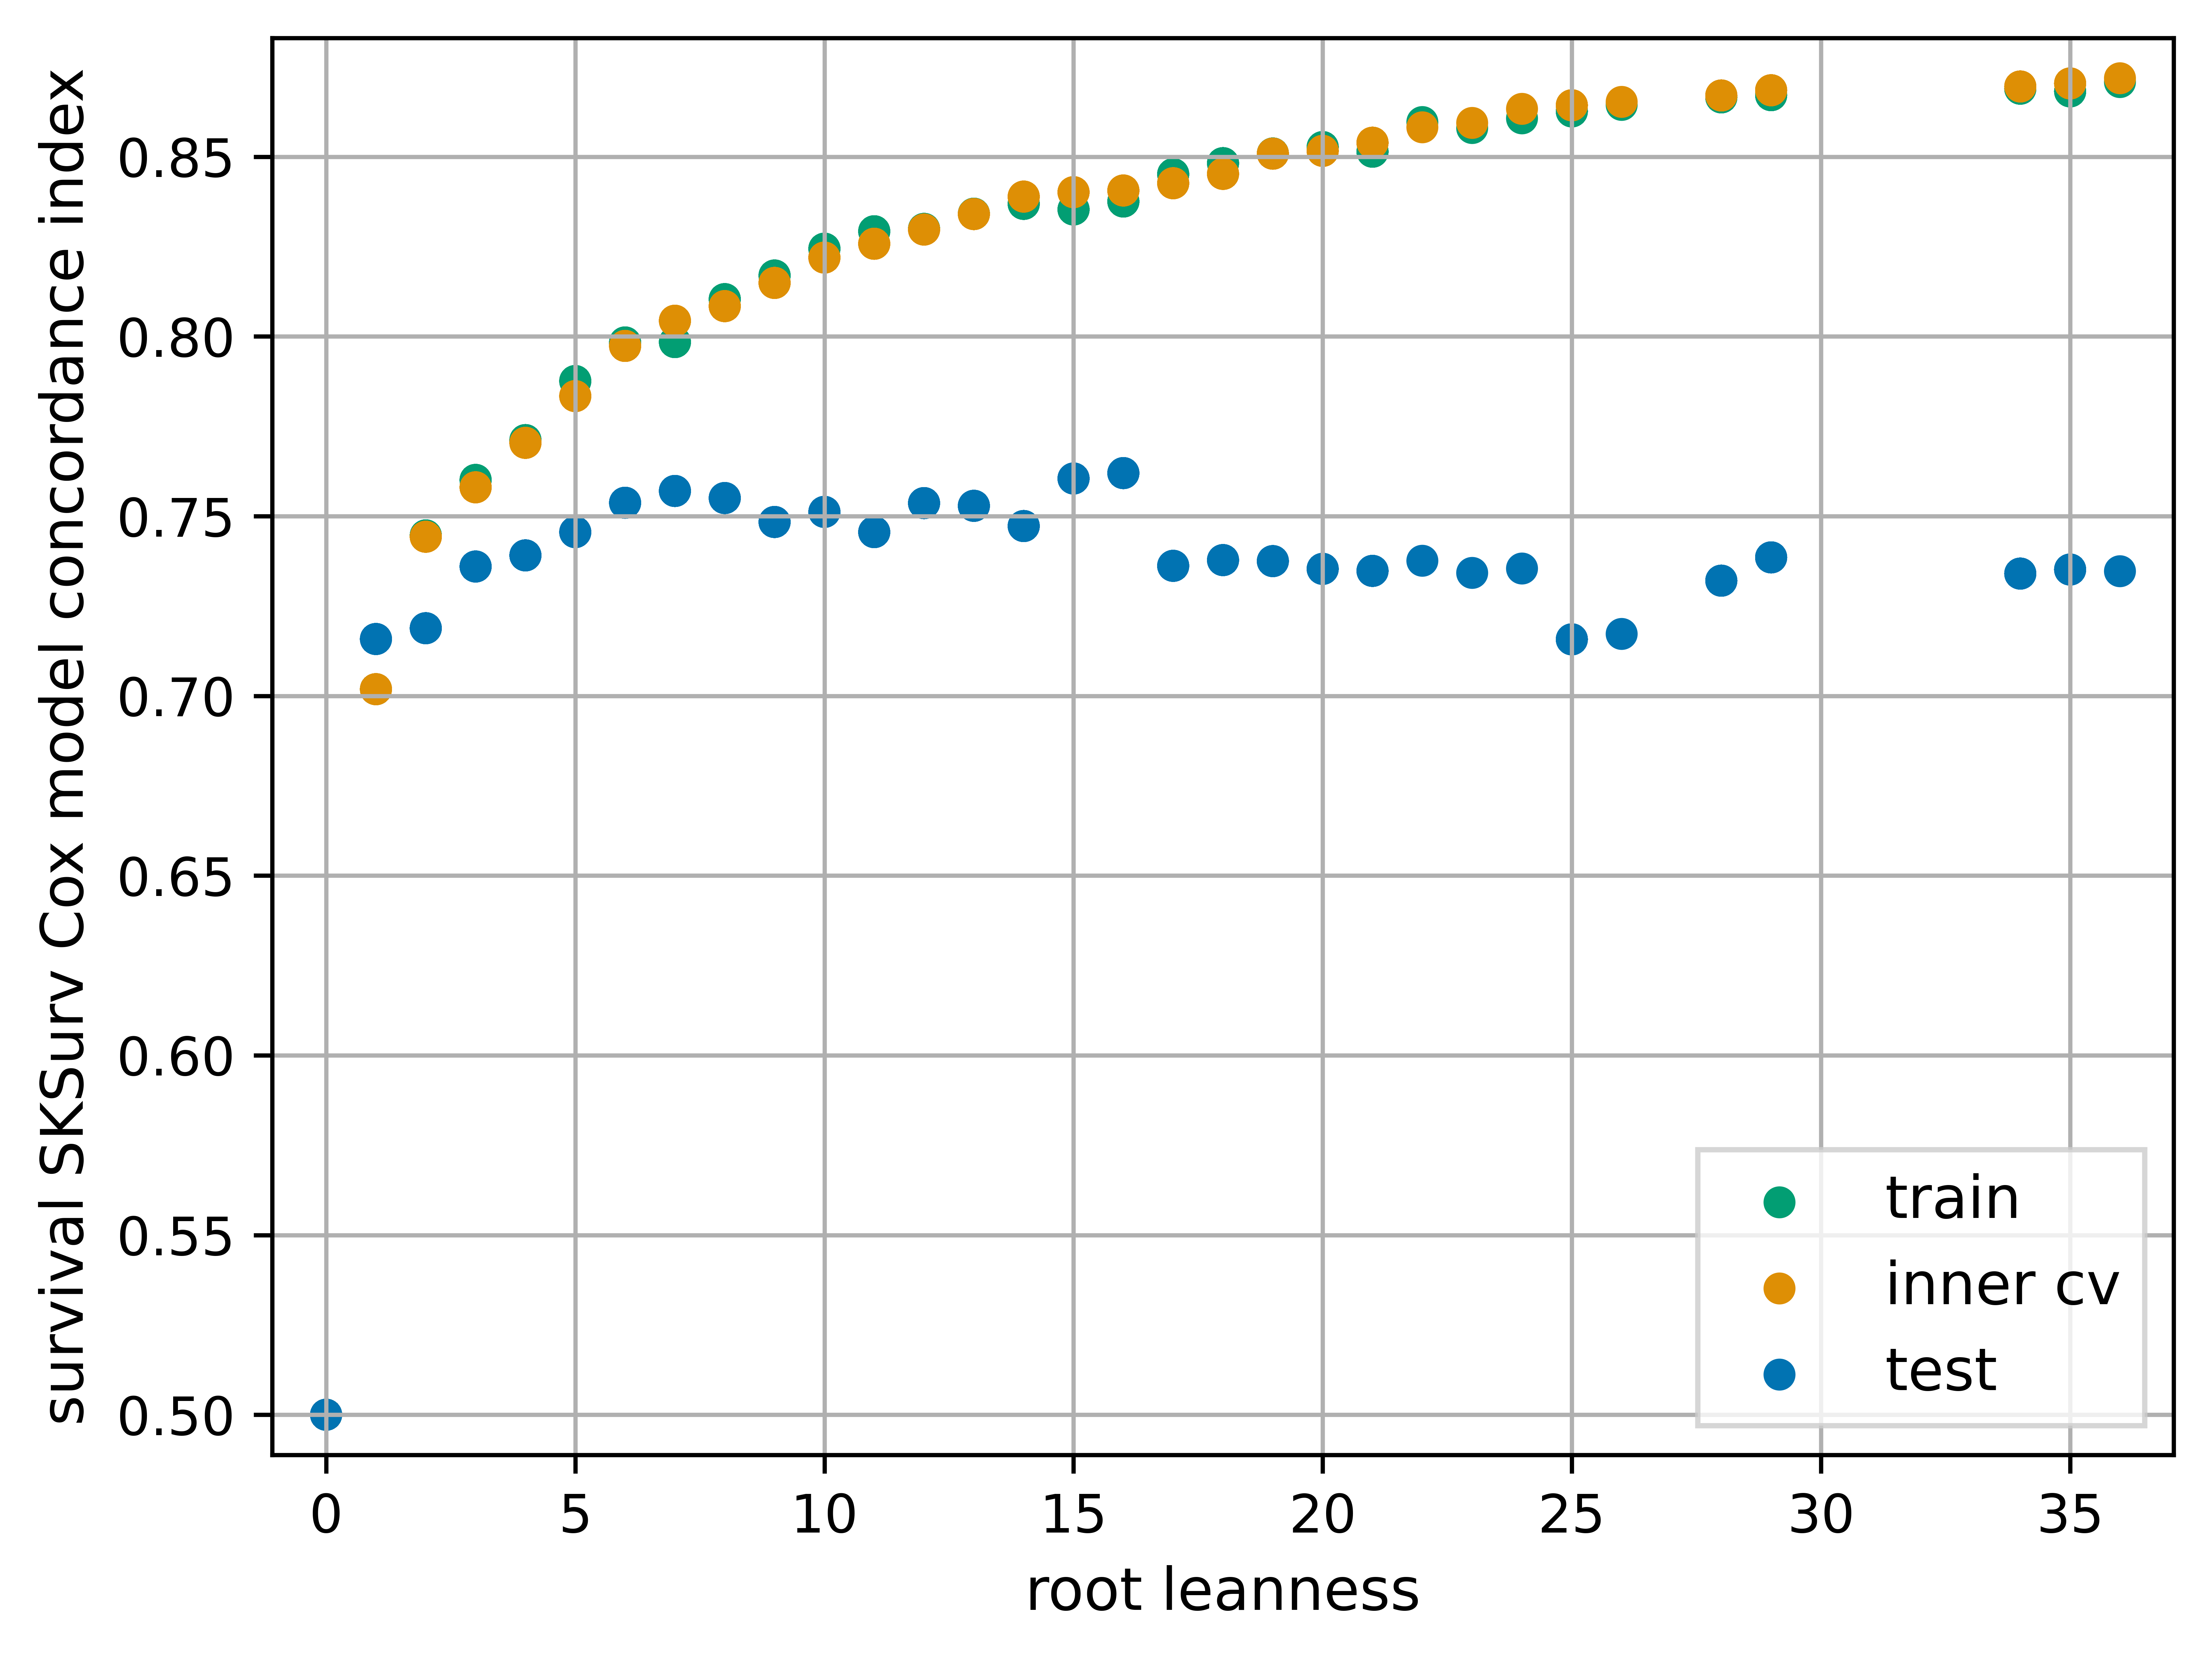 survival SKSurv Cox model concordance index
0.85
0.80
0.75
0.70
0.65
0.60
0.55
0.50
train
inner cv
test
0 5 10 15 20 25 30 35
root leanness